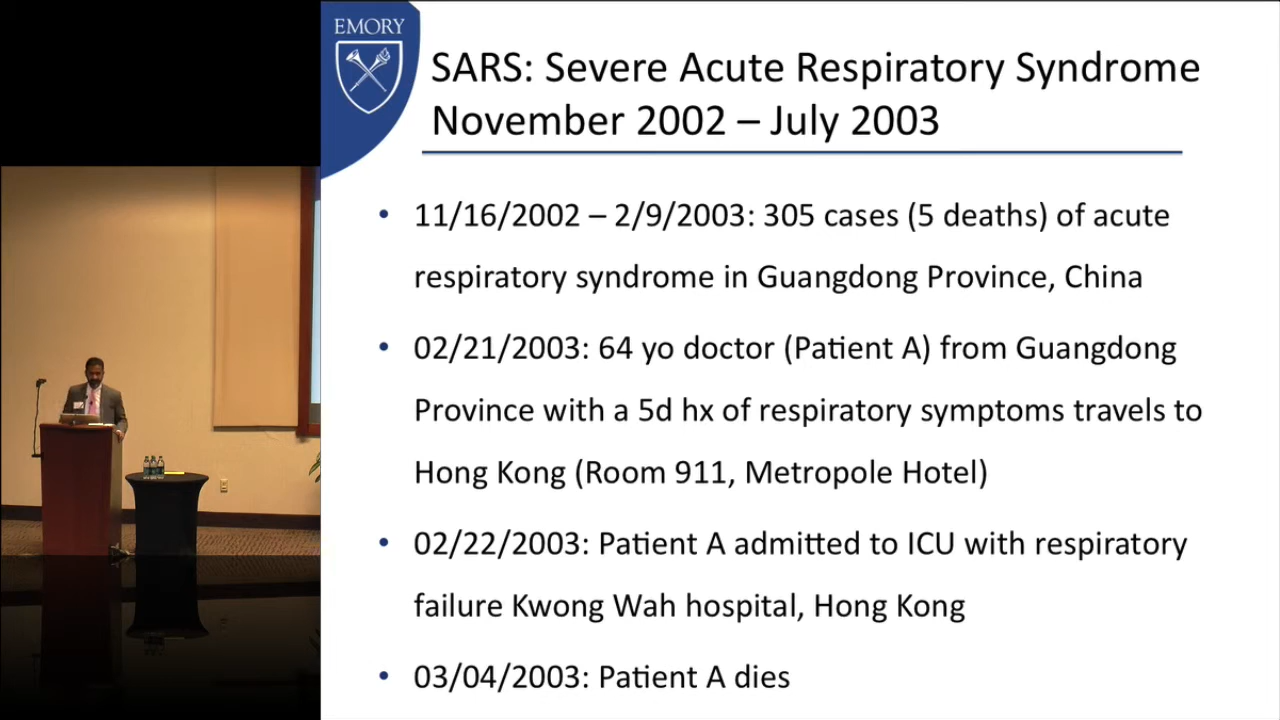 EMORY
SARS: Severe Acute Respiratory Syndrome
November 2002 – July 2003
• 11/16/2002 – 2/9/2003: 305 cases (5 deaths) of acute
respiratory syndrome in Guangdong Province, China
• 02/21/2003: 64 yo doctor (Patient A) from Guangdong
Province with a 5d hx of respiratory symptoms travels to
Hong Kong (Room 911, Metropole Hotel)
• 02/22/2003: Patient A admitted to ICU with respiratory
failure Kwong Wah hospital, Hong Kong
• 03/04/2003: Patient A dies